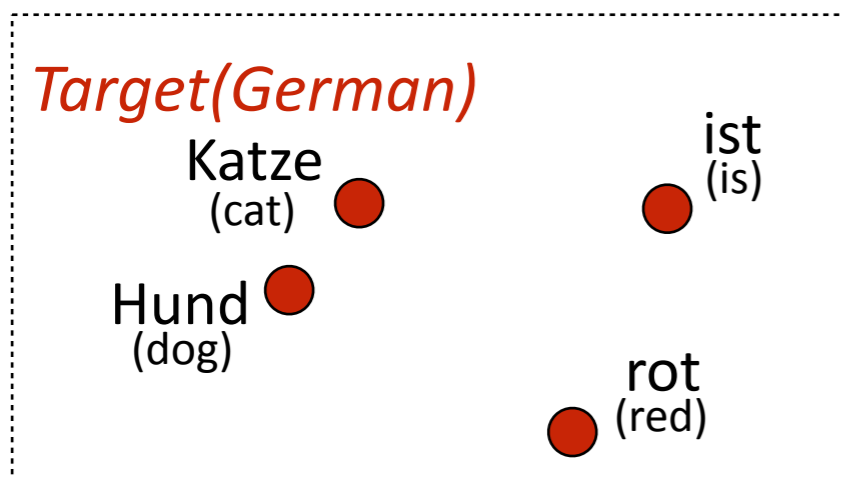 Target(German)
ist
(is)
Katze
(cat)
Hund
(dog)
rot
(red)